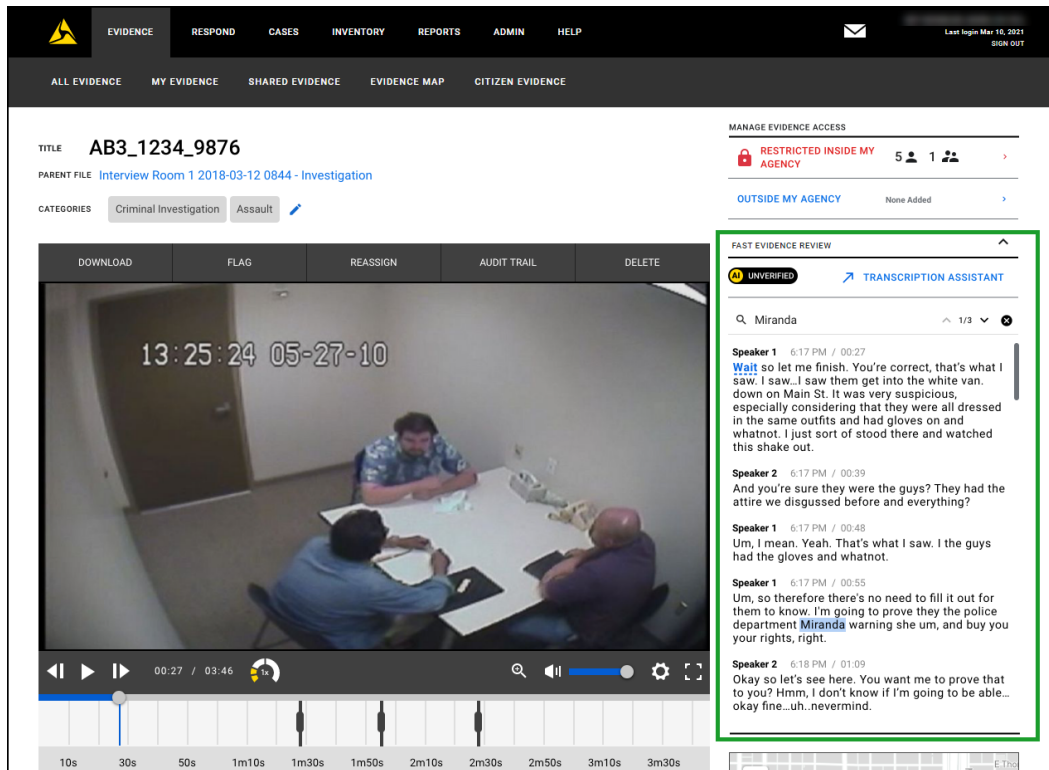 EVIDENCE RESPOND CASES INVENTORY REPORTS ADMIN HELP
Last login Mar 10, 2021
SIGN OUT
ALL EVIDENCE MY EVIDENCE SHARED EVIDENCE EVIDENCE MAP CITIZEN EVIDENCE
TITLE AB3_1234_9876
PARENT FILE Interview Room 1 2018-03-12 0844 - Investigation
CATEGORIES Criminal Investigation Assault
DOWNLOAD FLAG REASSIGN AUDIT TRAIL DELETE
13:25:24 05-27-10
00:27 / 03:46 1x
10s 30s 50s 1m10s 1m30s 1m50s 2m10s 2m30s 2m50s 3m10s 3m30s
MANAGE EVIDENCE ACCESS
RESTRICTED INSIDE MY
AGENCY
5 1
OUTSIDE MY AGENCY None Added
FAST EVIDENCE REVIEW
AI UNVERIFIED TRANSCRIPTION ASSISTANT
Miranda 1/3
Speaker 1 6:17 PM / 00:27
Wait so let me finish. You're correct, that's what I
saw. I saw...I saw them get into the white van.
down on Main St. It was very suspicious,
especially considering that they were all dressed
in the same outfits and had gloves on and
whatnot. I just sort of stood there and watched
this shake out.
Speaker 2 6:17 PM / 00:39
And you're sure they were the guys? They had the
attire we disgussed before and everything?
Speaker 1 6:17 PM / 00:48
Um, I mean. Yeah. That's what I saw. I the guys
had the gloves and whatnot.
Speaker 1 6:17 PM / 00:55
Um, so therefore there's no need to fill it out for
them to know. I'm going to prove they the police
department Miranda warning she um, and buy you
your rights, right.
Speaker 2 6:18 PM / 01:09
Okay so let's see here. You want me to prove that
to you? Hmm, I don't know if I'm going to be able...
okay fine...uh..nevermind.